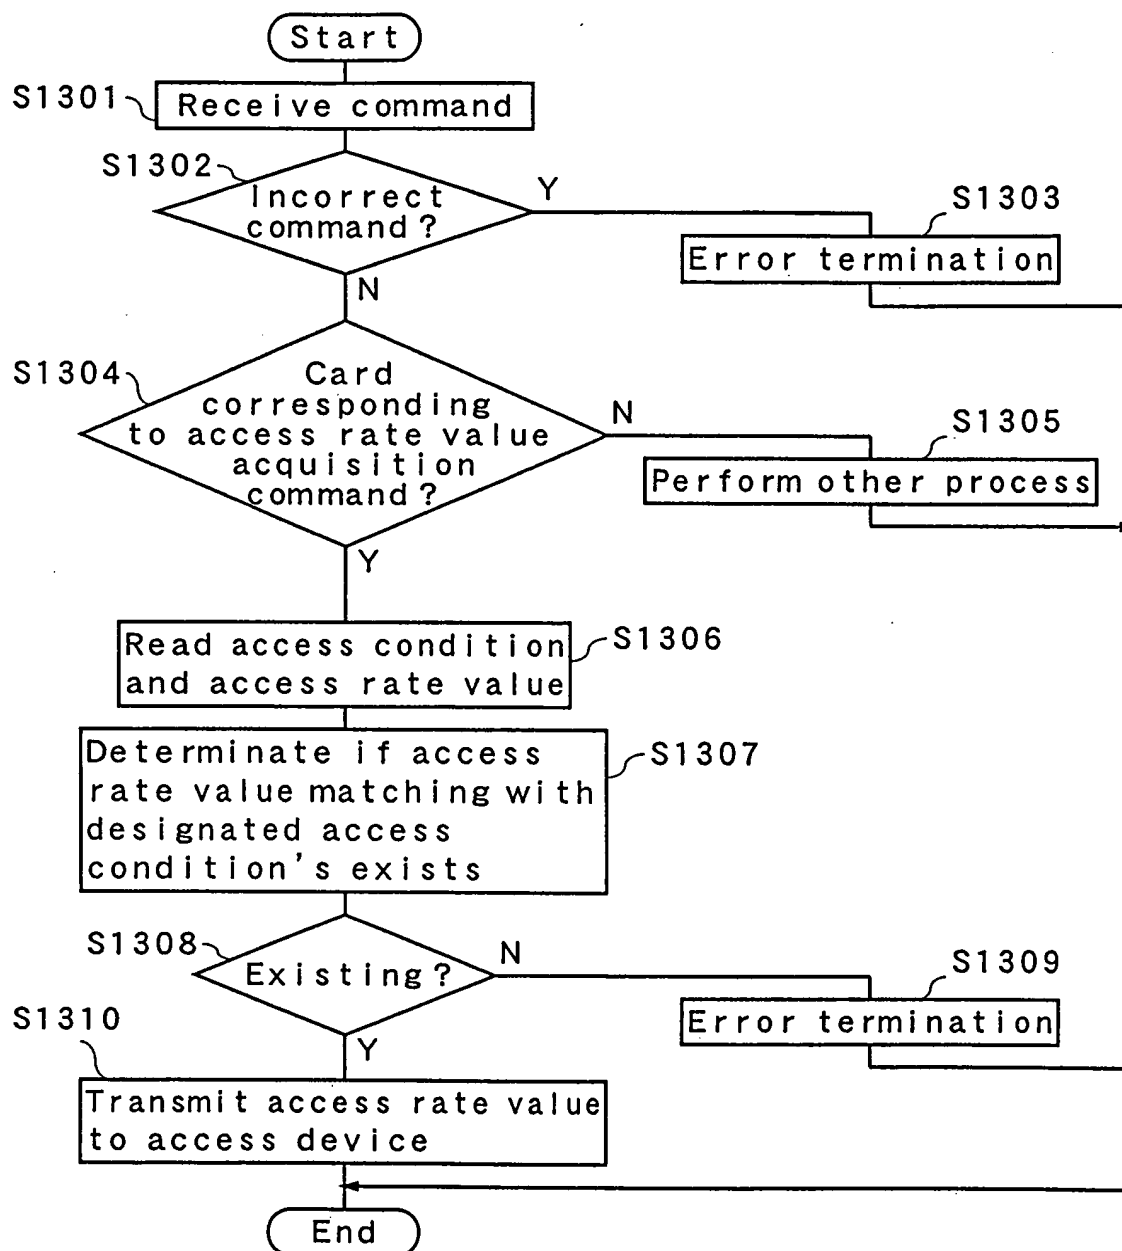 Start
S1301
Receive command
S1302
Incorrect
command?
Y
N
S1303
Error termination
S1304
Card
corresponding
to access rate value
acquisition
command?
N
Y
S1305
Perform other process
Read access condition
and access rate value
S1306
Determinate if access
rate value matching with
designated access
condition's exists
S1307
S1308
Existing?
N
Y
S1309
Error termination
S1310
Transmit access rate value
to access device
End